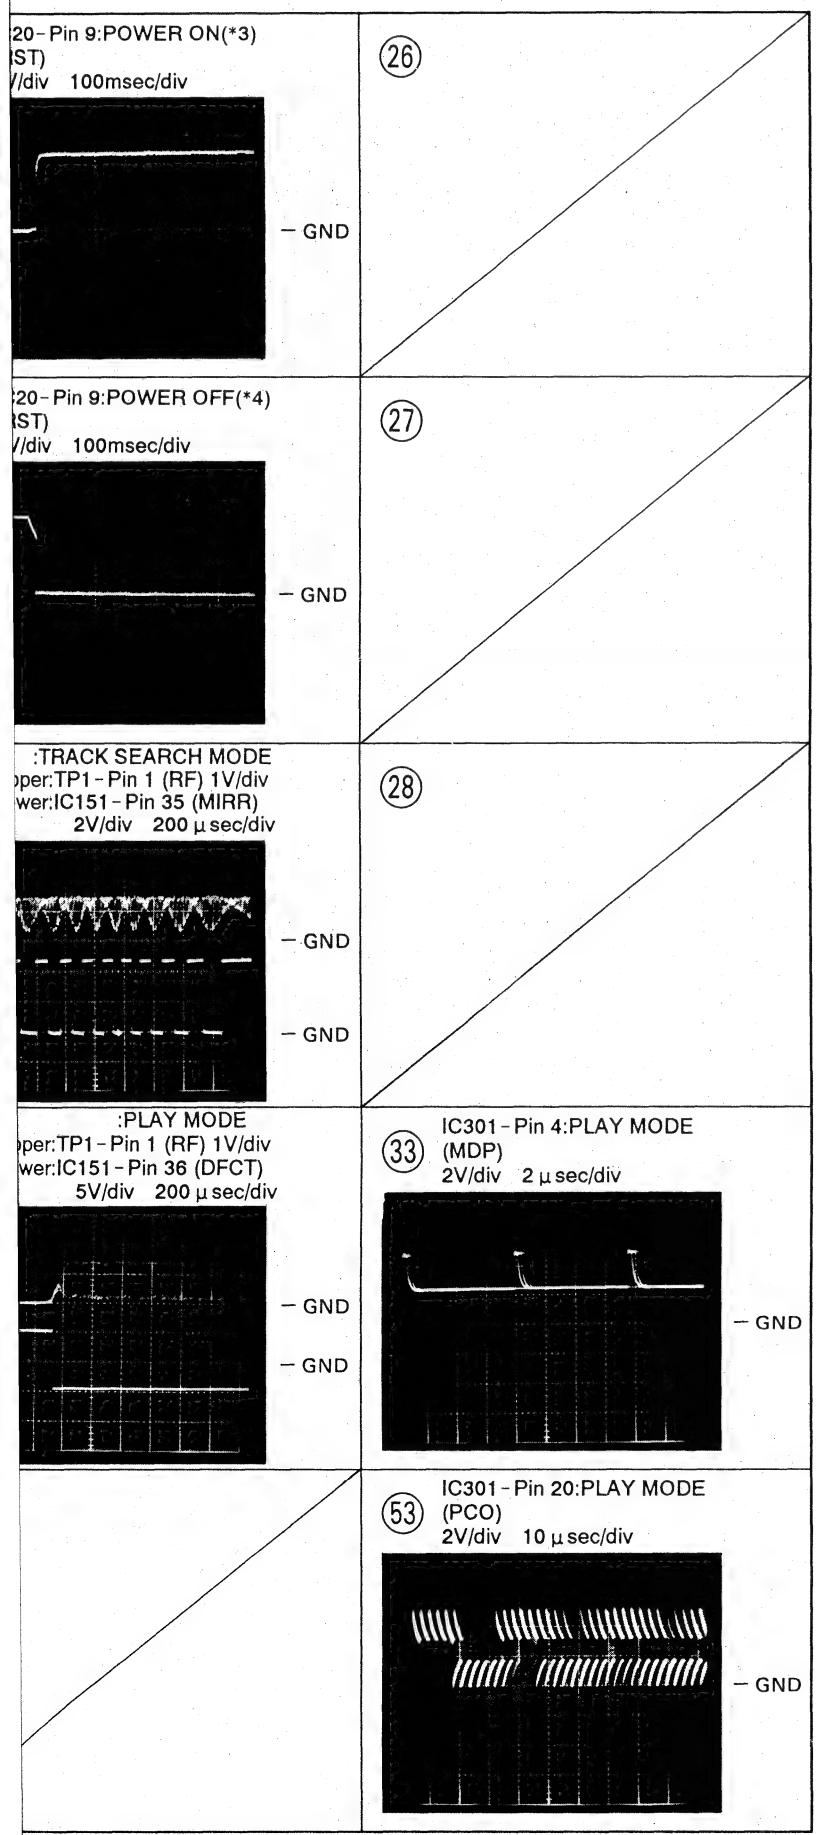 20-Pin 9:POWER ON(*3)
ST)
V/div 100msec/div
- GND
26
20-Pin 9:POWER OFF(*4)
ST)
V/div 100msec/div
- GND
27
:TRACK SEARCH MODE
per:TP1-Pin 1 (RF) 1V/div
wer:IC151-Pin 35 (MIRR)
2V/div 200 μsec/div
- GND
- GND
28
:PLAY MODE
per:TP1-Pin 1 (RF) 1V/div
wer:IC151-Pin 36 (DFCT)
5V/div 200 μsec/div
- GND
- GND
33
IC301-Pin 4:PLAY MODE
(MDP)
2V/div 2 μsec/div
- GND
53
IC301-Pin 20:PLAY MODE
(PCO)
2V/div 10 μsec/div
- GND